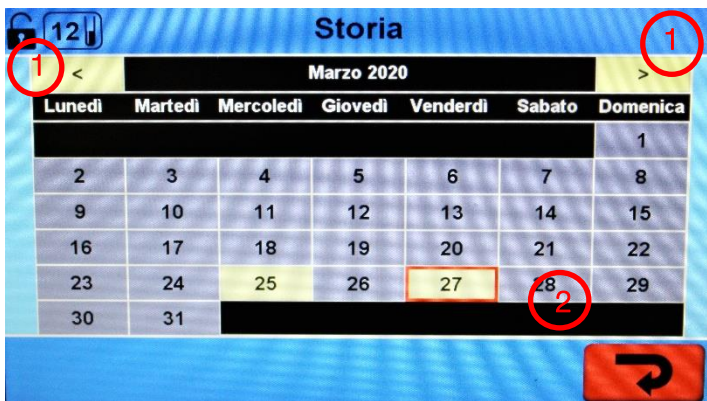 12 Storia
1 < Marzo 2020 > 1
Lunedì Martedì Mercoledì Giovedì Venderdì Sabato Domenica
1
2 3 4 5 6 7 8
9 10 11 12 13 14 15
16 17 18 19 20 21 22
23 24 25 26 27 28 29
2
30 31